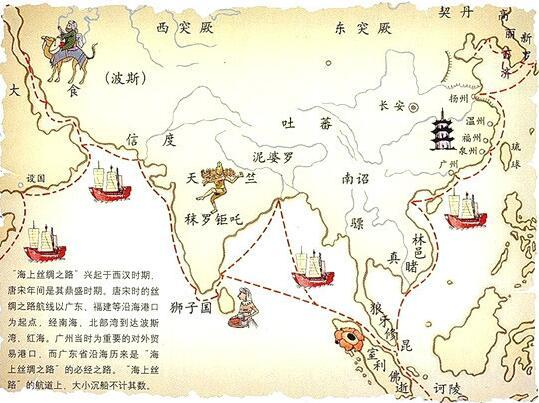 契丹
西突厥
东突厥
高丽
新罗
百济
大食
(波斯)
长安
扬州
吐蕃
温州
信度
福州
泥婆罗
泉州
琉球
广州
设国
天竺
南诏
秣罗钜吒
骠
林邑
真
睹
狮子国
狼牙修
昆
室利佛逝
诃陵
“海上丝绸之路”兴起于西汉时期,
唐宋年间是其鼎盛时期。唐宋时的丝
绸之路航线以广东、福建等沿海港口
为起点，经南海、北部湾到达波斯
湾、红海。广州当时为重要的对外贸
易港口,而广东省沿海历来是“海
上丝绸之路”的必经之路。“海上丝
路”的航道上，大小沉船不计其数。